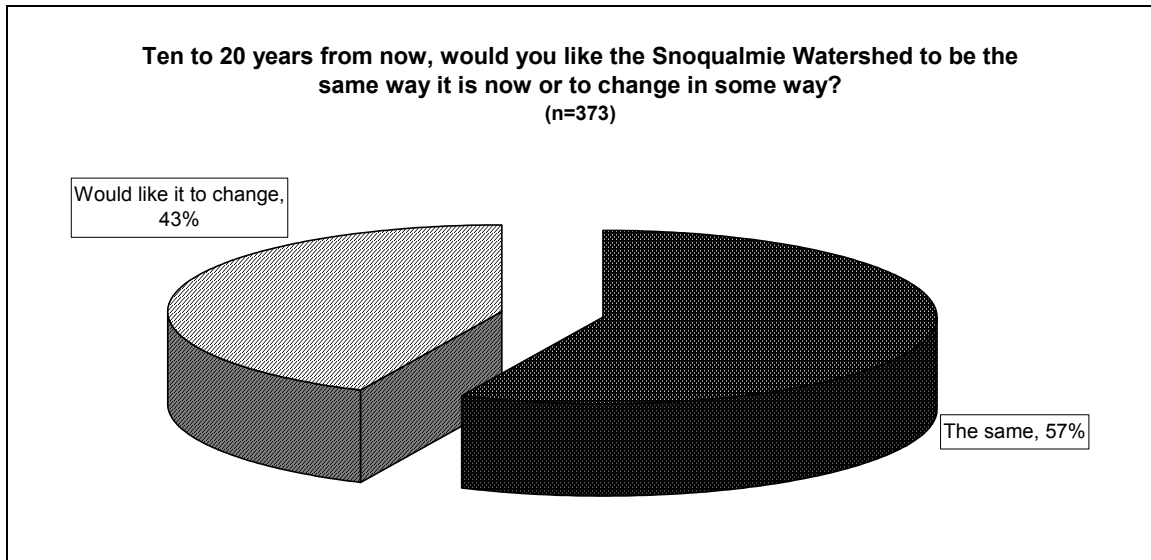 Ten to 20 years from now, would you like the Snoqualmie Watershed to be the
same way it is now or to change in some way?
(n=373)
Would like it to change,
43%
The same, 57%